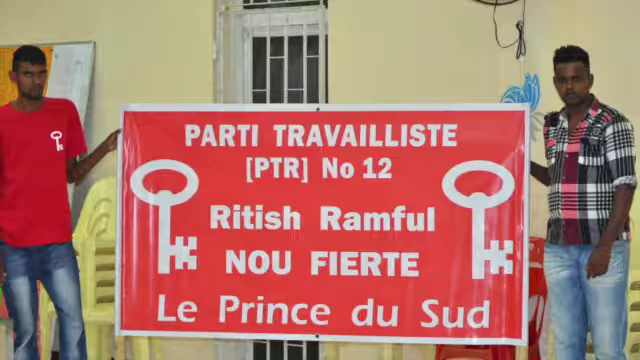 PARTI TRAVAILLISTE
[PTR] No 12
Ritish Ramful
NOU FIERTE
Le Prince du Sud